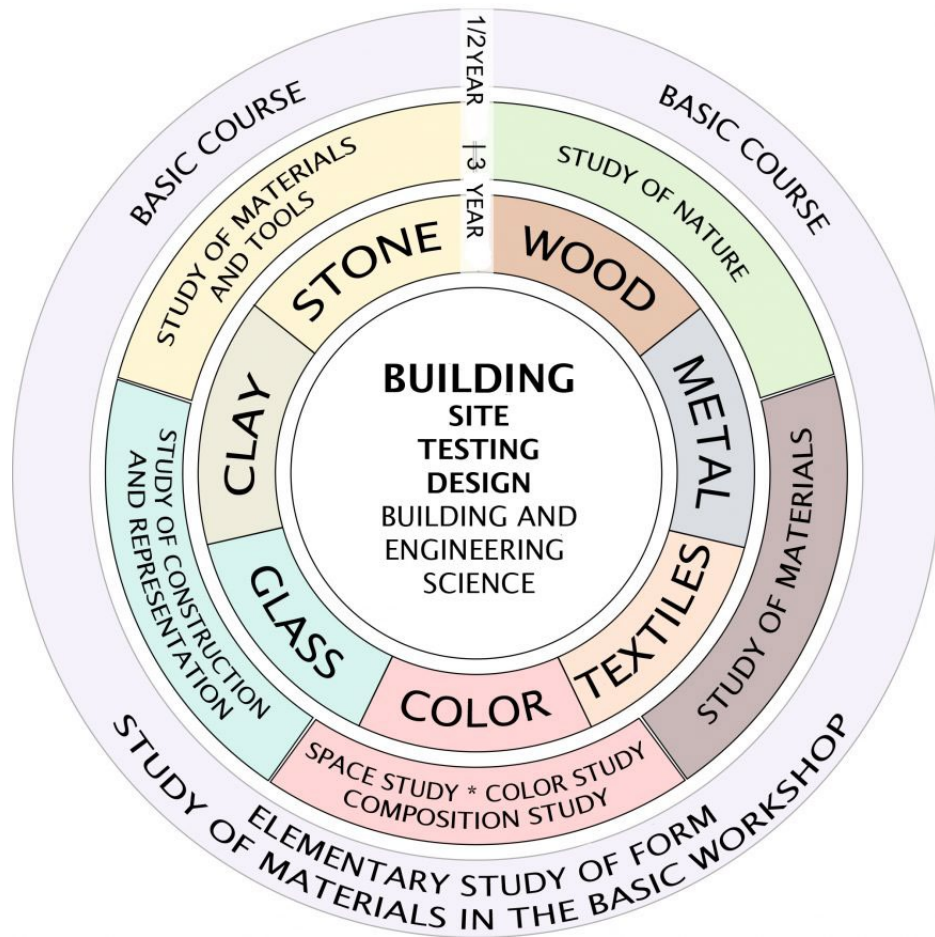 1/2 YEAR
BASIC COURSE
BASIC COURSE
ELEMENTARY STUDY OF FORM
STUDY OF MATERIALS IN THE BASIC WORKSHOP
3 YEAR
STUDY OF MATERIALS
AND TOOLS
STUDY OF NATURE
STUDY OF MATERIALS
SPACE STUDY * COLOR STUDY
COMPOSITION STUDY
STUDY OF CONSTRUCTION
AND REPRESENTATION
STONE
WOOD
METAL
TEXTILES
COLOR
GLASS
CLAY
BUILDING
SITE
TESTING
DESIGN
BUILDING AND
ENGINEERING
SCIENCE